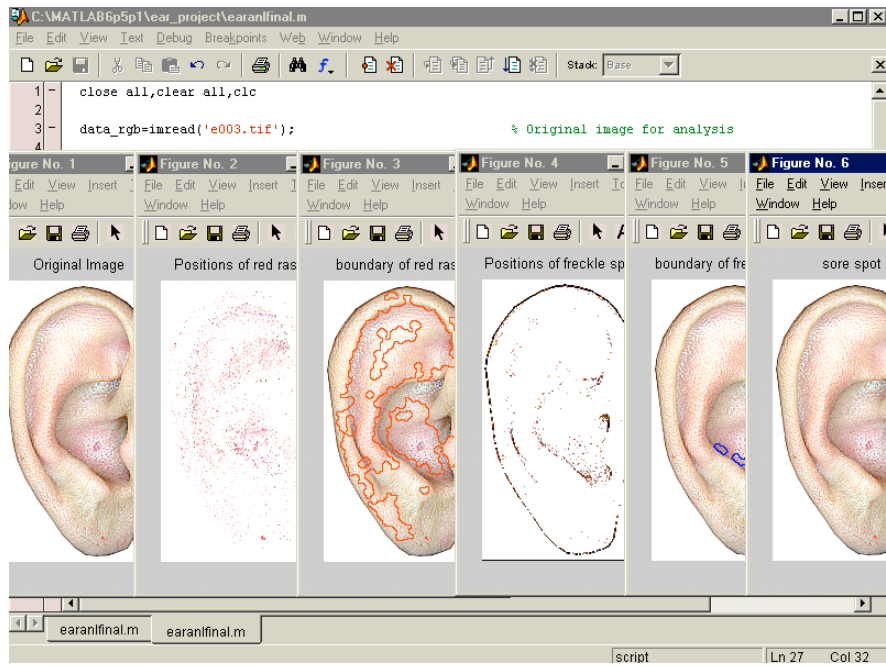 C:\MATLAB6p5p1\ear_project\earanlfinal.m
File Edit View Text Debug Breakpoints Web Window Help
Stack: Base
1 close all,clear all,clc
2
3 data_rgb=imread('e003.tif'); % Original image for analysis
4
igure No. 1
Edit View Insert
dow Help
Original Image
Figure No. 2
File Edit View Insert T
Window Help
Positions of red ras
Figure No. 3
File Edit View Insert
Window Help
boundary of red ras
Figure No. 4
File Edit View Insert To
Window Help
Positions of freckle sp
Figure No. 5
File Edit View I
Window Help
boundary of fre
Figure No. 6
File Edit View Insert
Window Help
sore spot
earanlfinal.m earanlfinal.m
script Ln 27 Col 32